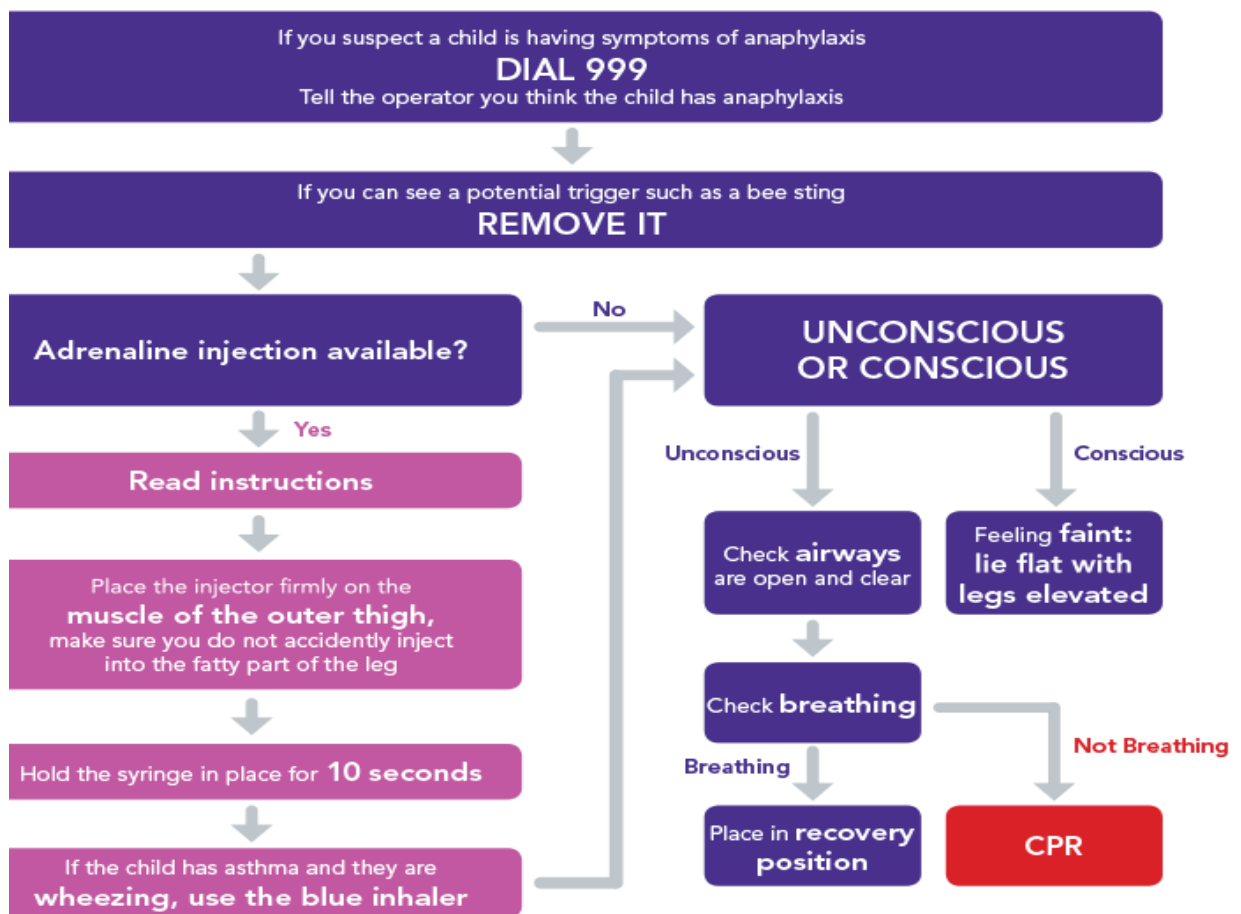 If you suspect a child is having symptoms of anaphylaxis
DIAL 999
Tell the operator you think the child has anaphylaxis
If you can see a potential trigger such as a bee sting
REMOVE IT
Adrenaline injection available?
No
Yes
Read instructions
Place the injector firmly on the
muscle of the outer thigh,
make sure you do not accidently inject
into the fatty part of the leg
Hold the syringe in place for 10 seconds
If the child has asthma and they are
wheezing, use the blue inhaler
UNCONSCIOUS
OR CONSCIOUS
Unconscious
Conscious
Check airways
are open and clear
Feeling faint:
lie flat with
legs elevated
Check breathing
Not Breathing
Breathing
Place in recovery
position
CPR